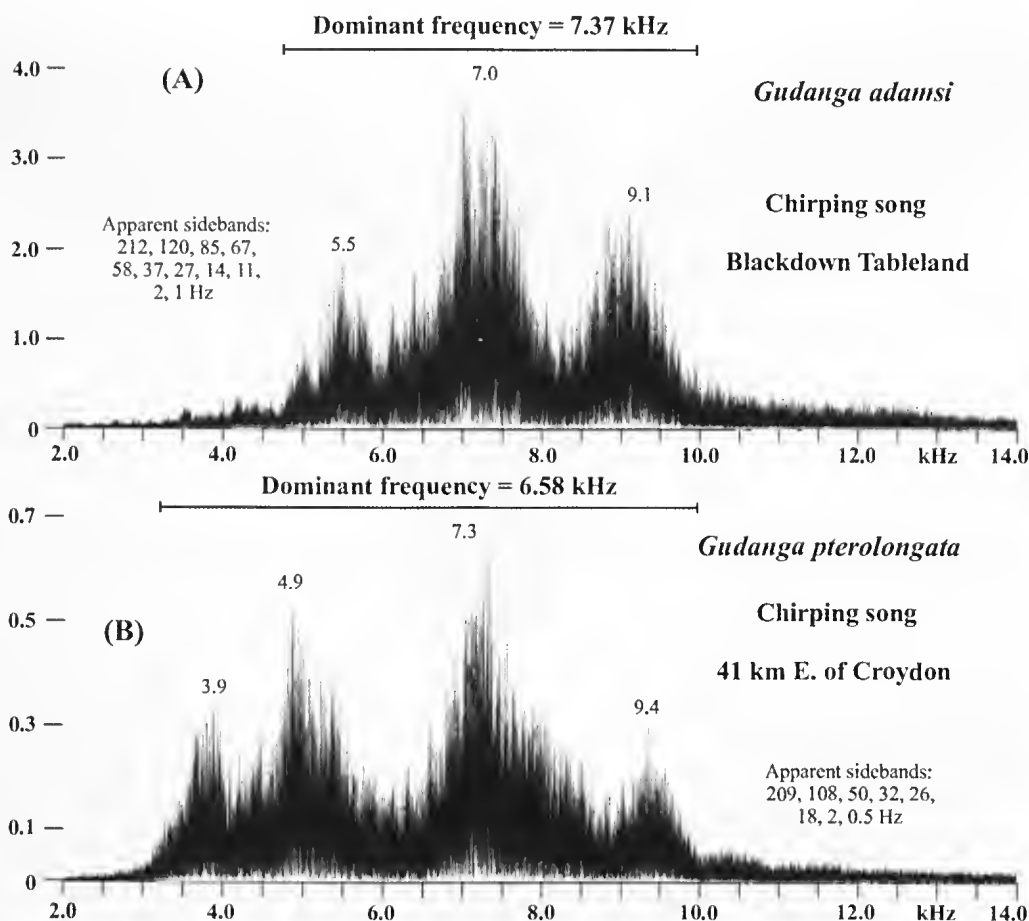 Dominant frequency = 7.37 kHz
4.0
(A)
7.0
Gudanga adamsi
3.0
9.1
Chirping song
Apparent sidebands:
212, 120, 85, 67,
58, 37, 27, 14, 11,
2, 1 Hz
2.0
5.5
Blackdown Tableland
1.0
0
2.0 4.0 6.0 8.0 10.0 12.0 kHz 14.0
Dominant frequency = 6.58 kHz
0.7
7.3
Gudanga pterolongata
4.9
0.5
(B)
Chirping song
3.9
41 km E. of Croydon
0.3
9.4
Apparent sidebands:
209, 108, 50, 32, 26,
18, 2, 0.5 Hz
0.1
0
2.0 4.0 6.0 8.0 10.0 12.0 kHz 14.0